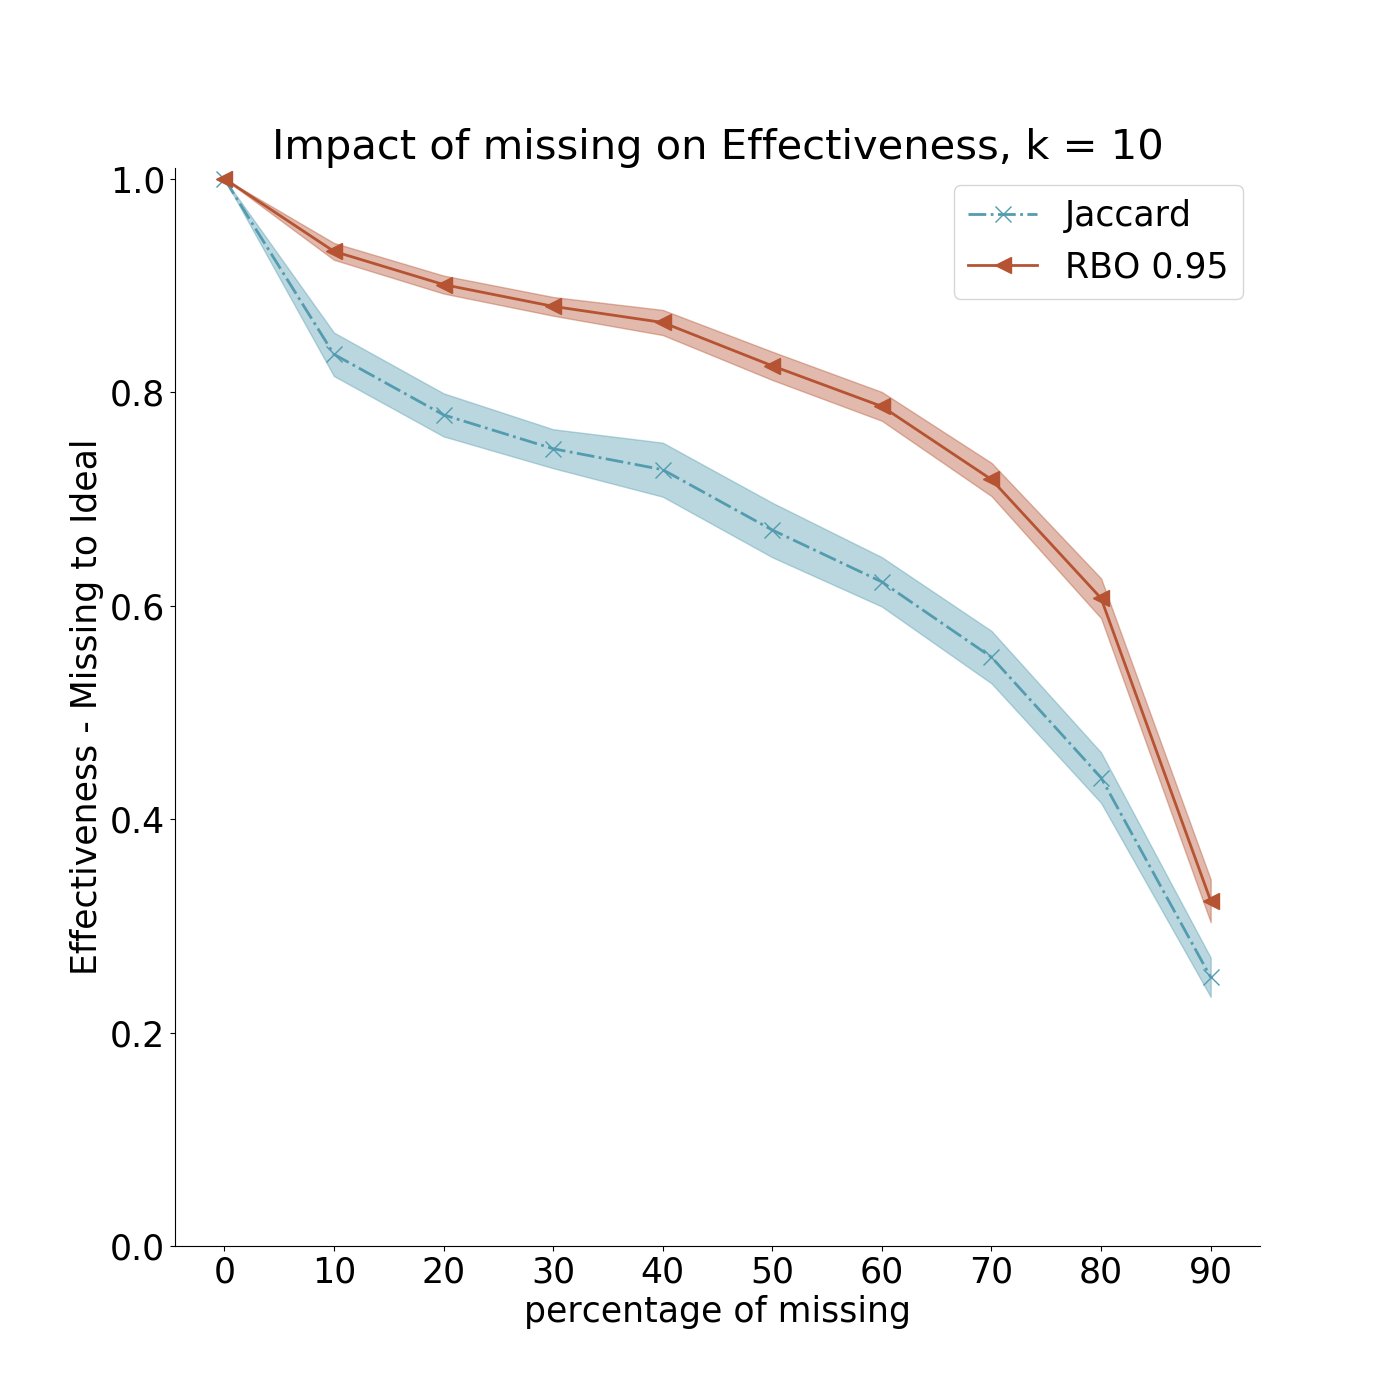 Impact of missing on Effectiveness, k = 10
Jaccard
RBO 0.95
Effectiveness - Missing to Ideal
1.0
0.8
0.6
0.4
0.2
0.0
0 10 20 30 40 50 60 70 80 90
percentage of missing